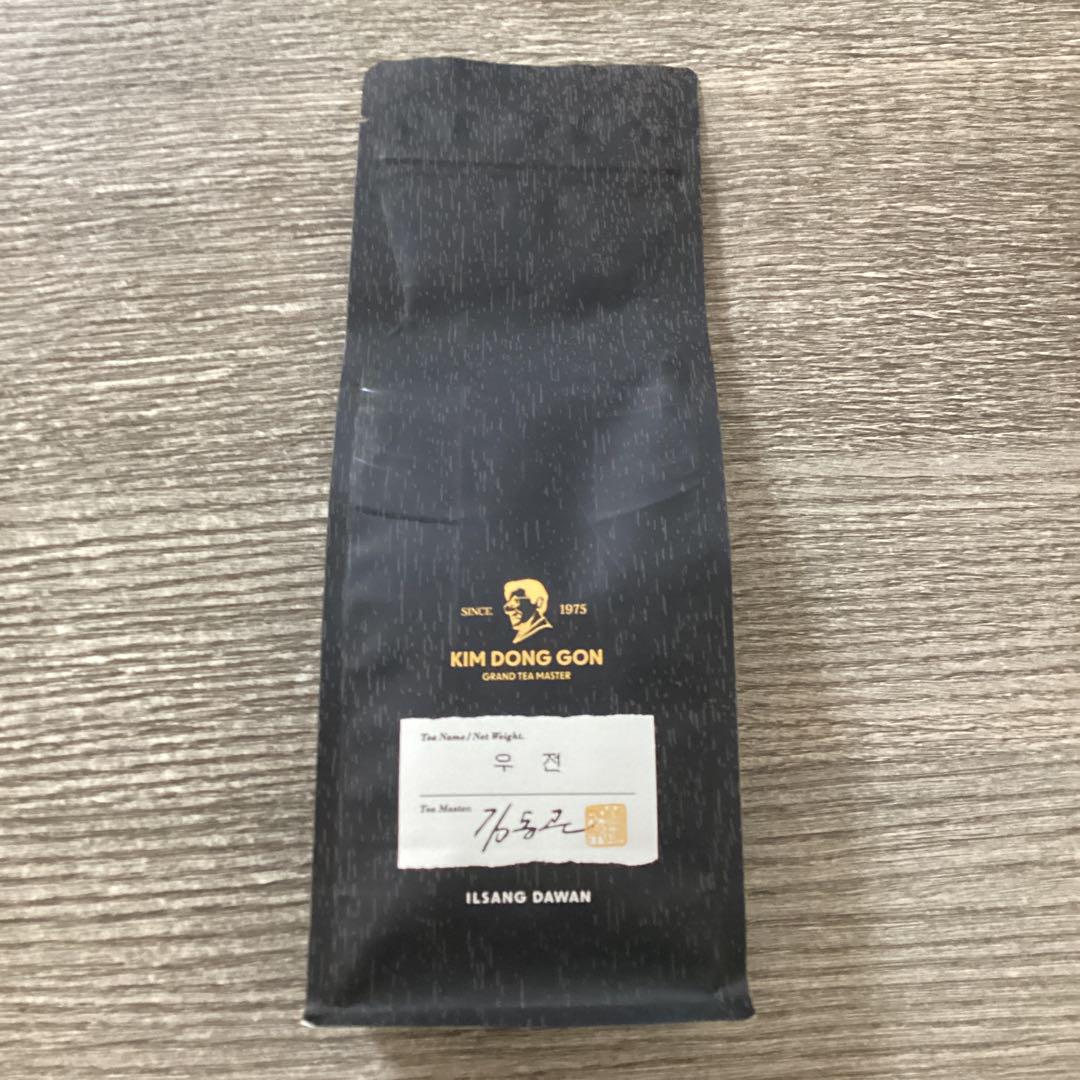 SINCE 1975
KIM DONG GON
GRAND TEA MASTER
Tea Name / Net Weight.
우 전
Tea Master.
김동곤
ILSANG DAWAN